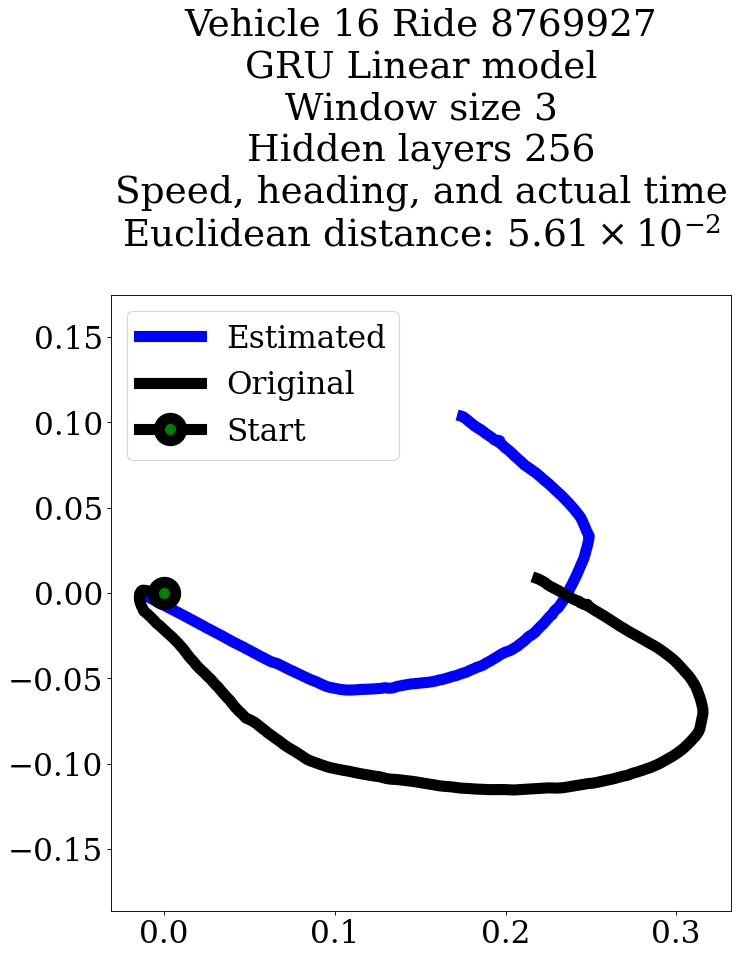 Vehicle 16 Ride 8769927
GRU Linear model
Window size 3
Hidden layers 256
Speed, heading, and actual time
Euclidean distance: 5.61 × 10⁻²
Estimated
Original
Start
0.15
0.10
0.05
0.00
−0.05
−0.10
−0.15
0.0 0.1 0.2 0.3